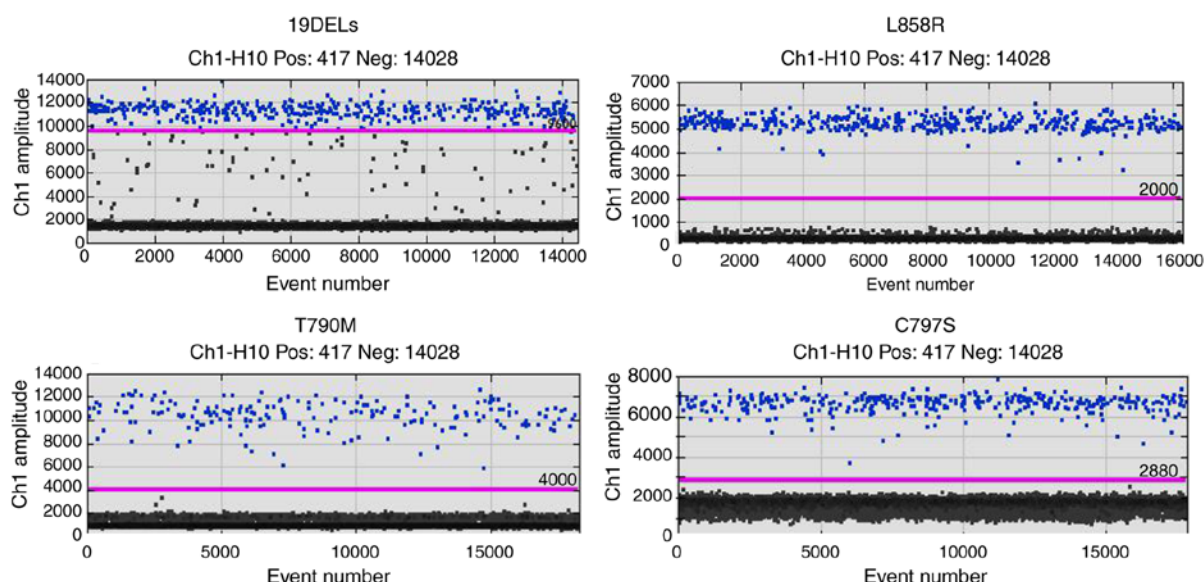 19DELs
Ch1-H10 Pos: 417 Neg: 14028
14000
12000
10000
8000
6000
4000
2000
0
Ch1 amplitude
9600
0 2000 4000 6000 8000 10000 12000 14000
Event number
L858R
Ch1-H10 Pos: 417 Neg: 14028
7000
6000
5000
4000
3000
2000
1000
0
Ch1 amplitude
2000
0 2000 4000 6000 8000 10000 12000 14000 16000
Event number
T790M
Ch1-H10 Pos: 417 Neg: 14028
14000
12000
10000
8000
6000
4000
2000
0
Ch1 amplitude
4000
0 5000 10000 15000
Event number
C797S
Ch1-H10 Pos: 417 Neg: 14028
8000
6000
4000
2000
0
Ch1 amplitude
2880
0 5000 10000 15000
Event number